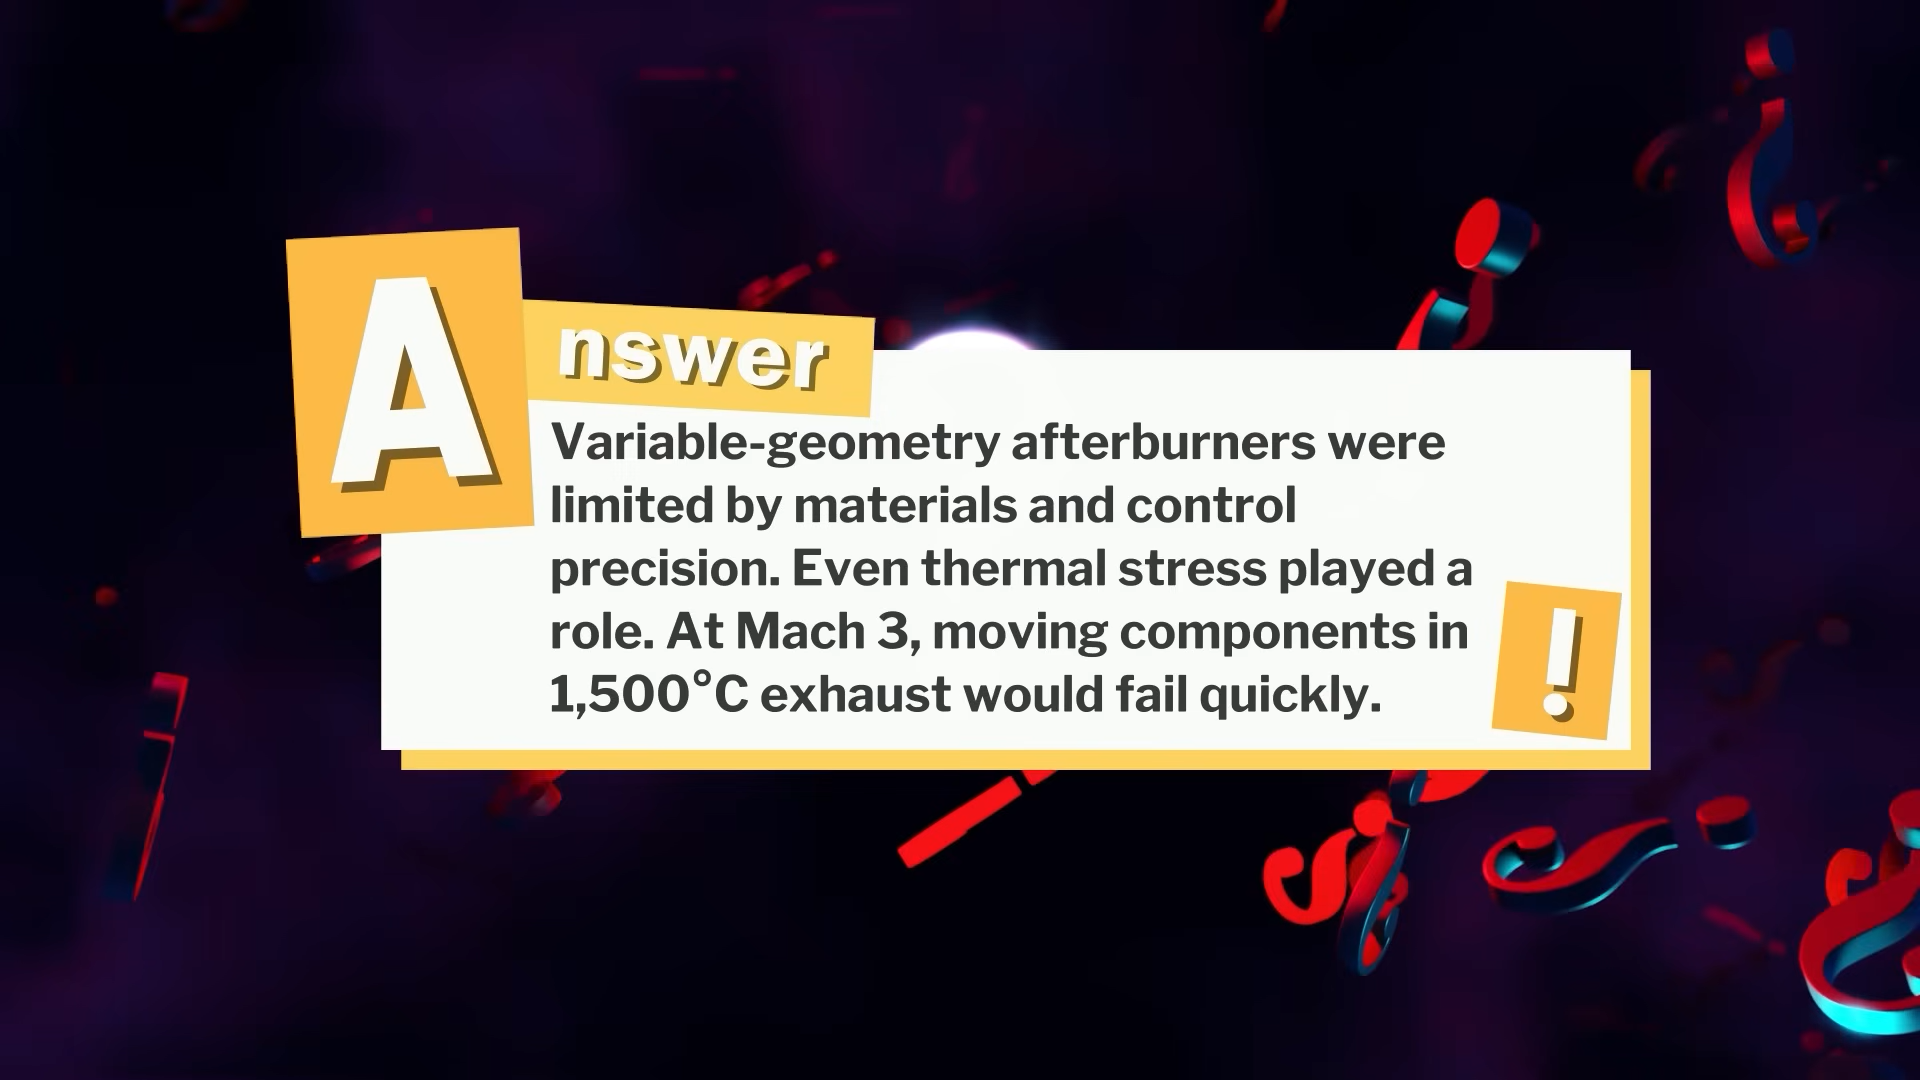 Answer
Variable-geometry afterburners were
limited by materials and control
precision. Even thermal stress played a
role. At Mach 3, moving components in
1,500°C exhaust would fail quickly.
!